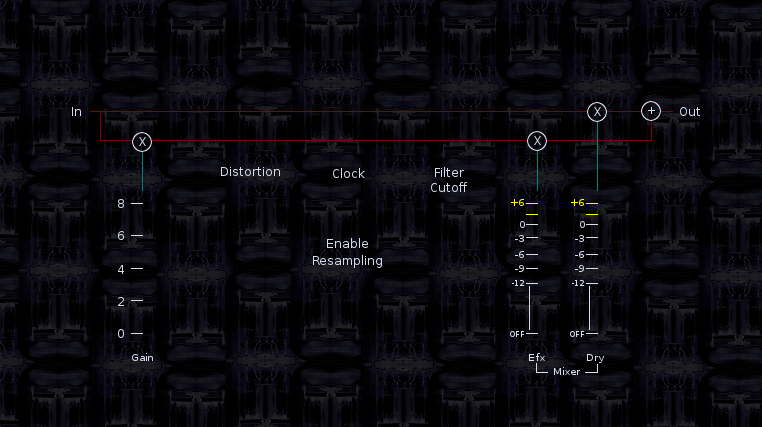 In
X
+
Out
X
X
Distortion
Clock
Filter
Cutoff
8
6
4
2
0
Gain
Enable
Resampling
+6
0
-3
-6
-9
-12
OFF
Efx
+6
0
-3
-6
-9
-12
OFF
Dry
Mixer